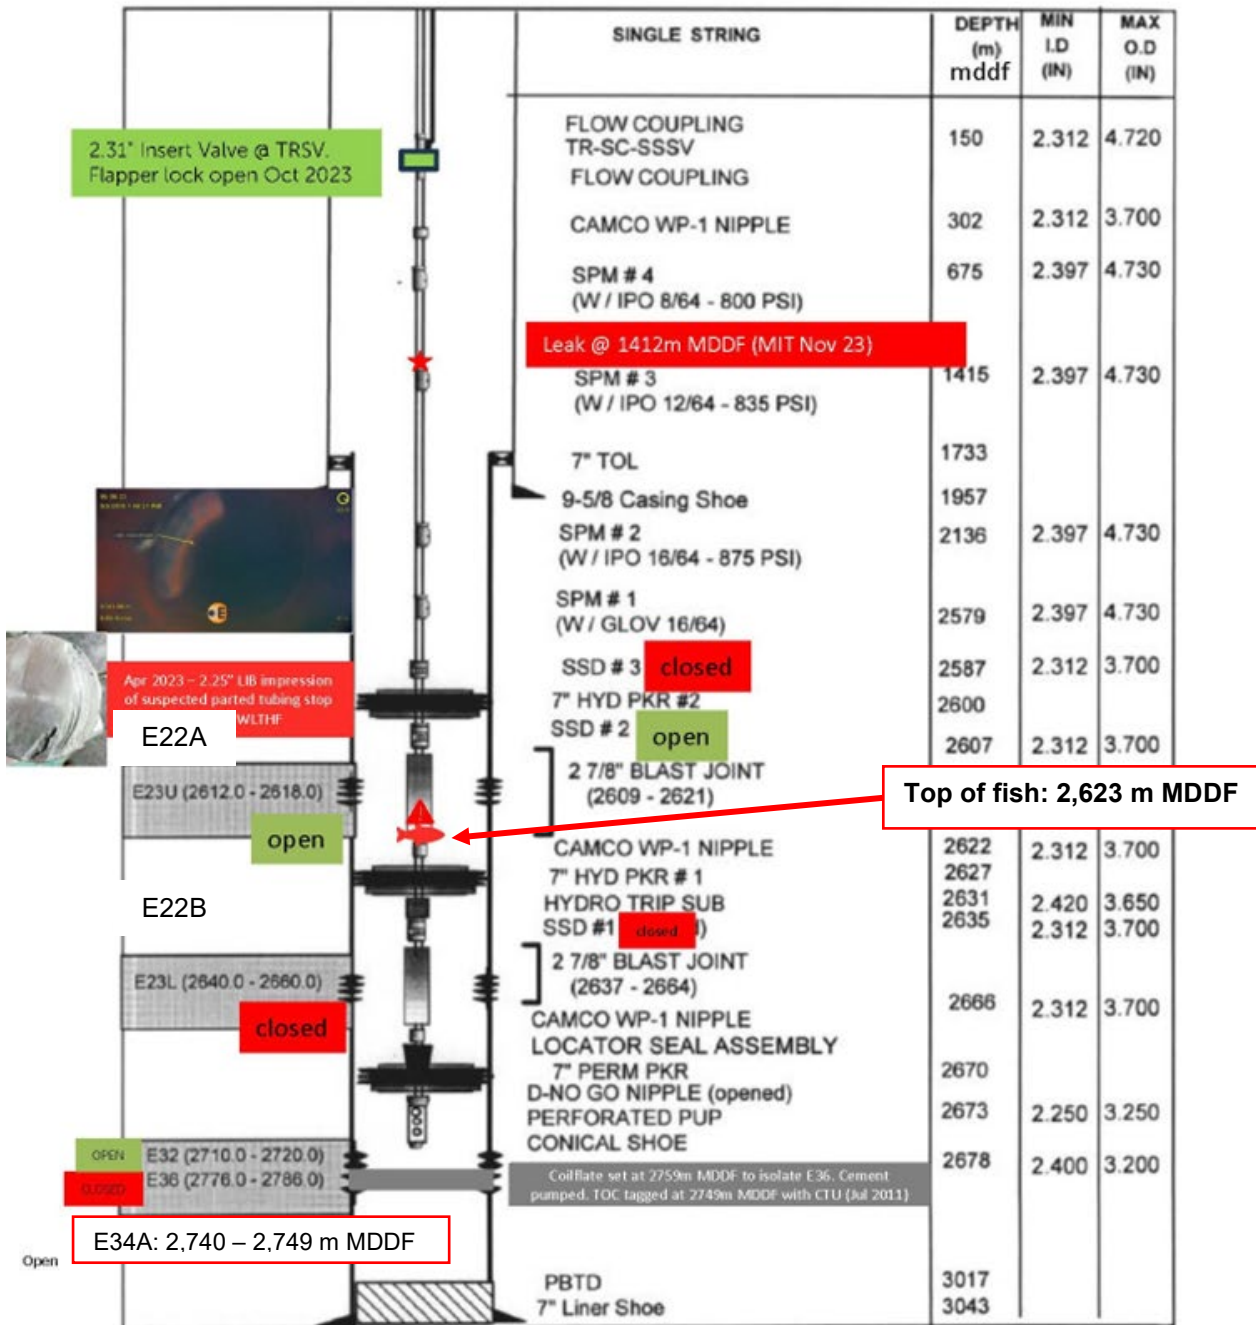 SINGLE STRING
DEPTH
(m)
mddf
MIN
I.D
(IN)
MAX
O.D
(IN)
2.31" Insert Valve @ TRSV.
Flapper lock open Oct 2023
FLOW COUPLING
TR-SC-SSSV
150 2.312 4.720
FLOW COUPLING
CAMCO WP-1 NIPPLE 302 2.312 3.700
SPM # 4 675 2.397 4.730
(W / IPO 8/64 - 800 PSI)
Leak @ 1412m MDDF (MIT Nov 23)
SPM # 3 1415 2.397 4.730
(W / IPO 12/64 - 835 PSI)
7" TOL 1733
9-5/8 Casing Shoe 1957
SPM # 2 2136 2.397 4.730
(W / IPO 16/64 - 875 PSI)
SPM # 1
(W / GLOV 16/64) 2579 2.397 4.730
SSD # 3 closed 2587 2.312 3.700
Apr 2023 – 2.25" LIB impression
of suspected parted tubing stop
WLTHF
7" HYD PKR #2 2600
E22A
SSD # 2 open 2607 2.312 3.700
2 7/8" BLAST JOINT
(2609 - 2621)
E23U (2612.0 - 2618.0)
open
Top of fish: 2,623 m MDDF
CAMCO WP-1 NIPPLE 2622 2.312 3.700
7" HYD PKR # 1 2627
E22B
HYDRO TRIP SUB 2631 2.420 3.650
SSD #1 closed ) 2635 2.312 3.700
2 7/8" BLAST JOINT
(2637 - 2664)
E23L (2640.0 - 2660.0)
closed
CAMCO WP-1 NIPPLE 2666 2.312 3.700
LOCATOR SEAL ASSEMBLY
7" PERM PKR 2670
D-NO GO NIPPLE (opened)
PERFORATED PUP 2673 2.250 3.250
CONICAL SHOE 2678 2.400 3.200
OPEN E32 (2710.0 - 2720.0)
CLOSED E36 (2776.0 - 2786.0)
Coilflate set at 2759m MDDF to isolate E36. Cement
pumped. TOC tagged at 2749m MDDF with CTU (Jul 2011)
E34A: 2,740 – 2,749 m MDDF
Open
PBTD 3017
7" Liner Shoe 3043